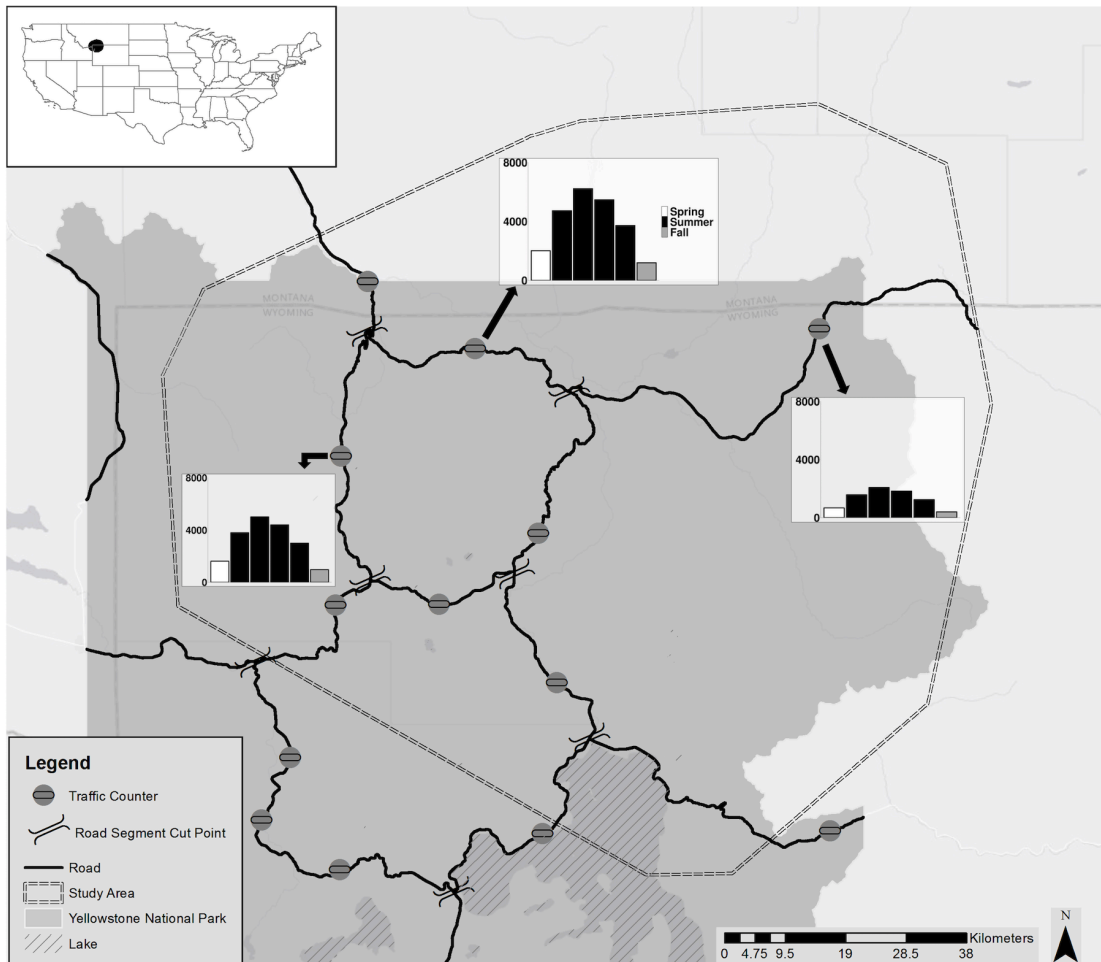 8000
4000
0
Spring
Summer
Fall
MONTANA
WYOMING
MONTANA
WYOMING
8000
4000
0
8000
4000
0
Legend
Traffic Counter
Road Segment Cut Point
Road
Study Area
Yellowstone National Park
Lake
N
Kilometers
0 4.75 9.5 19 28.5 38